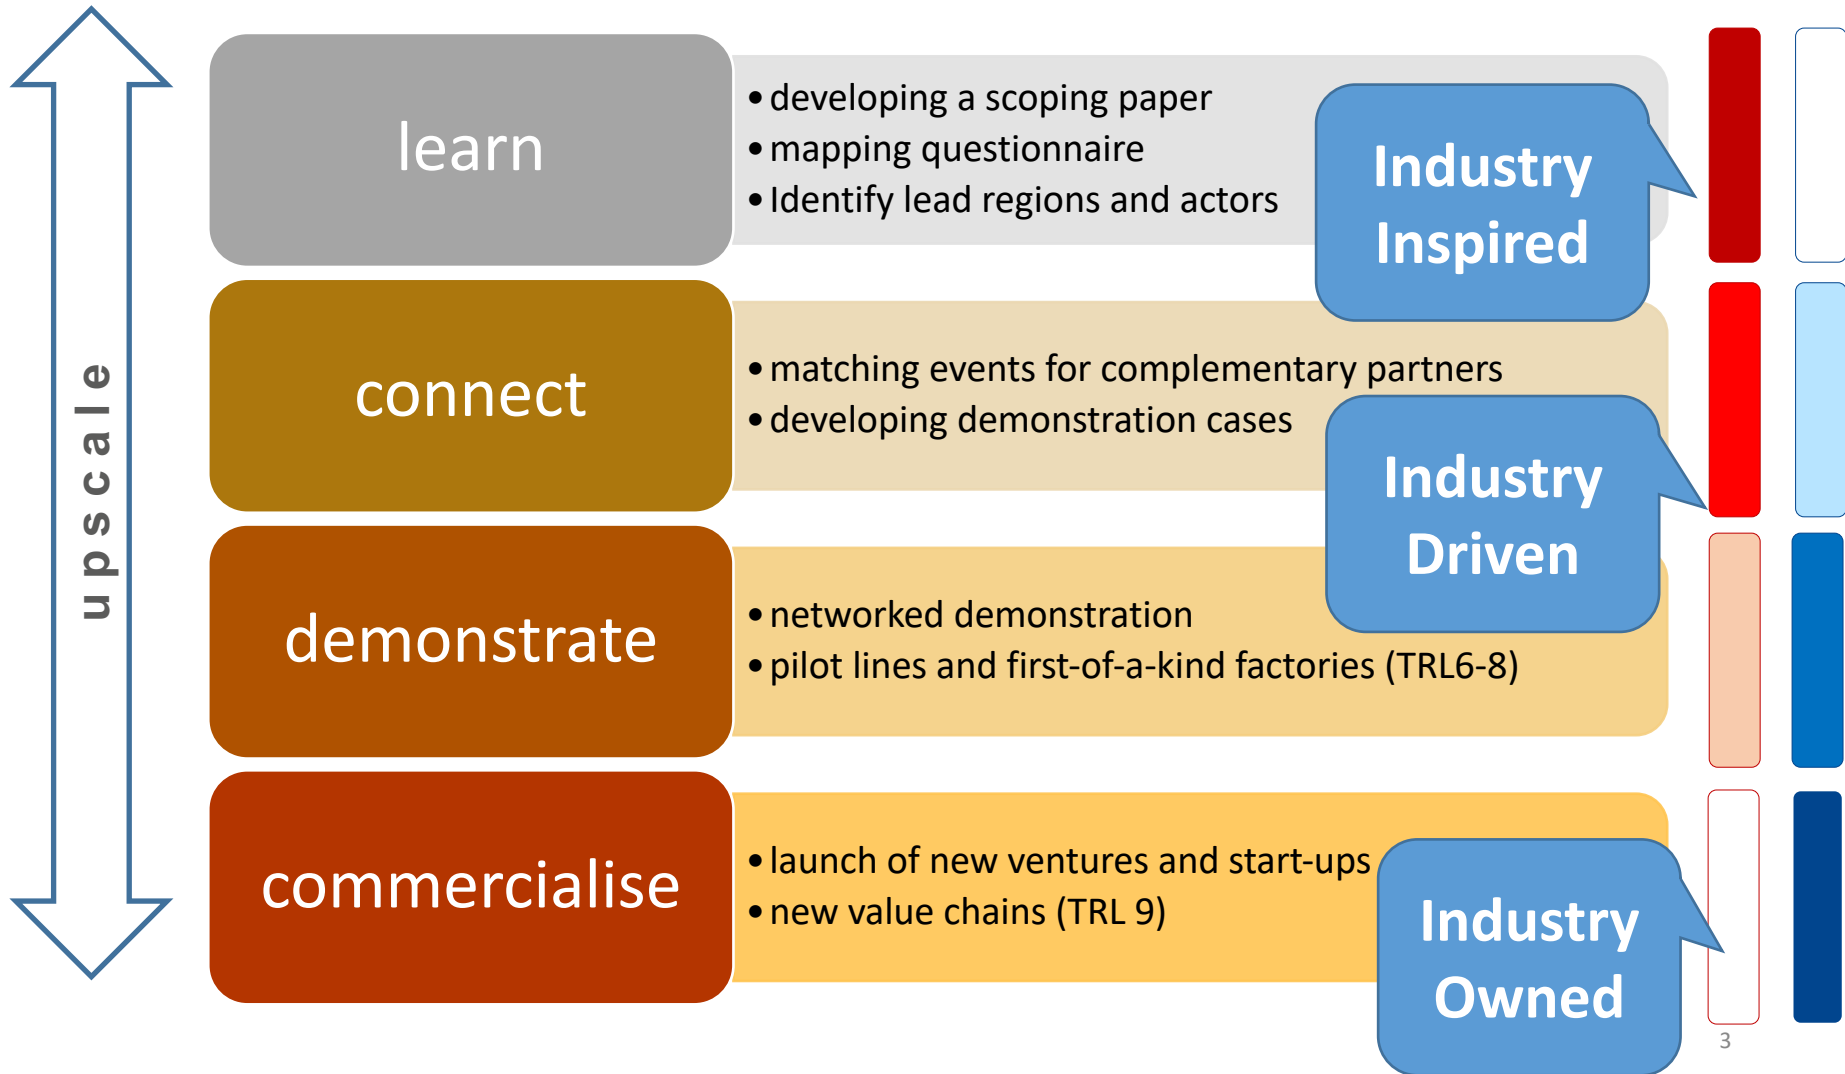 upscale
learn
• developing a scoping paper
• mapping questionnaire
• Identify lead regions and actors
Industry
Inspired
connect
• matching events for complementary partners
• developing demonstration cases
Industry
Driven
demonstrate
• networked demonstration
• pilot lines and first-of-a-kind factories (TRL6-8)
commercialise
• launch of new ventures and start-ups
• new value chains (TRL 9)
Industry
Owned
3